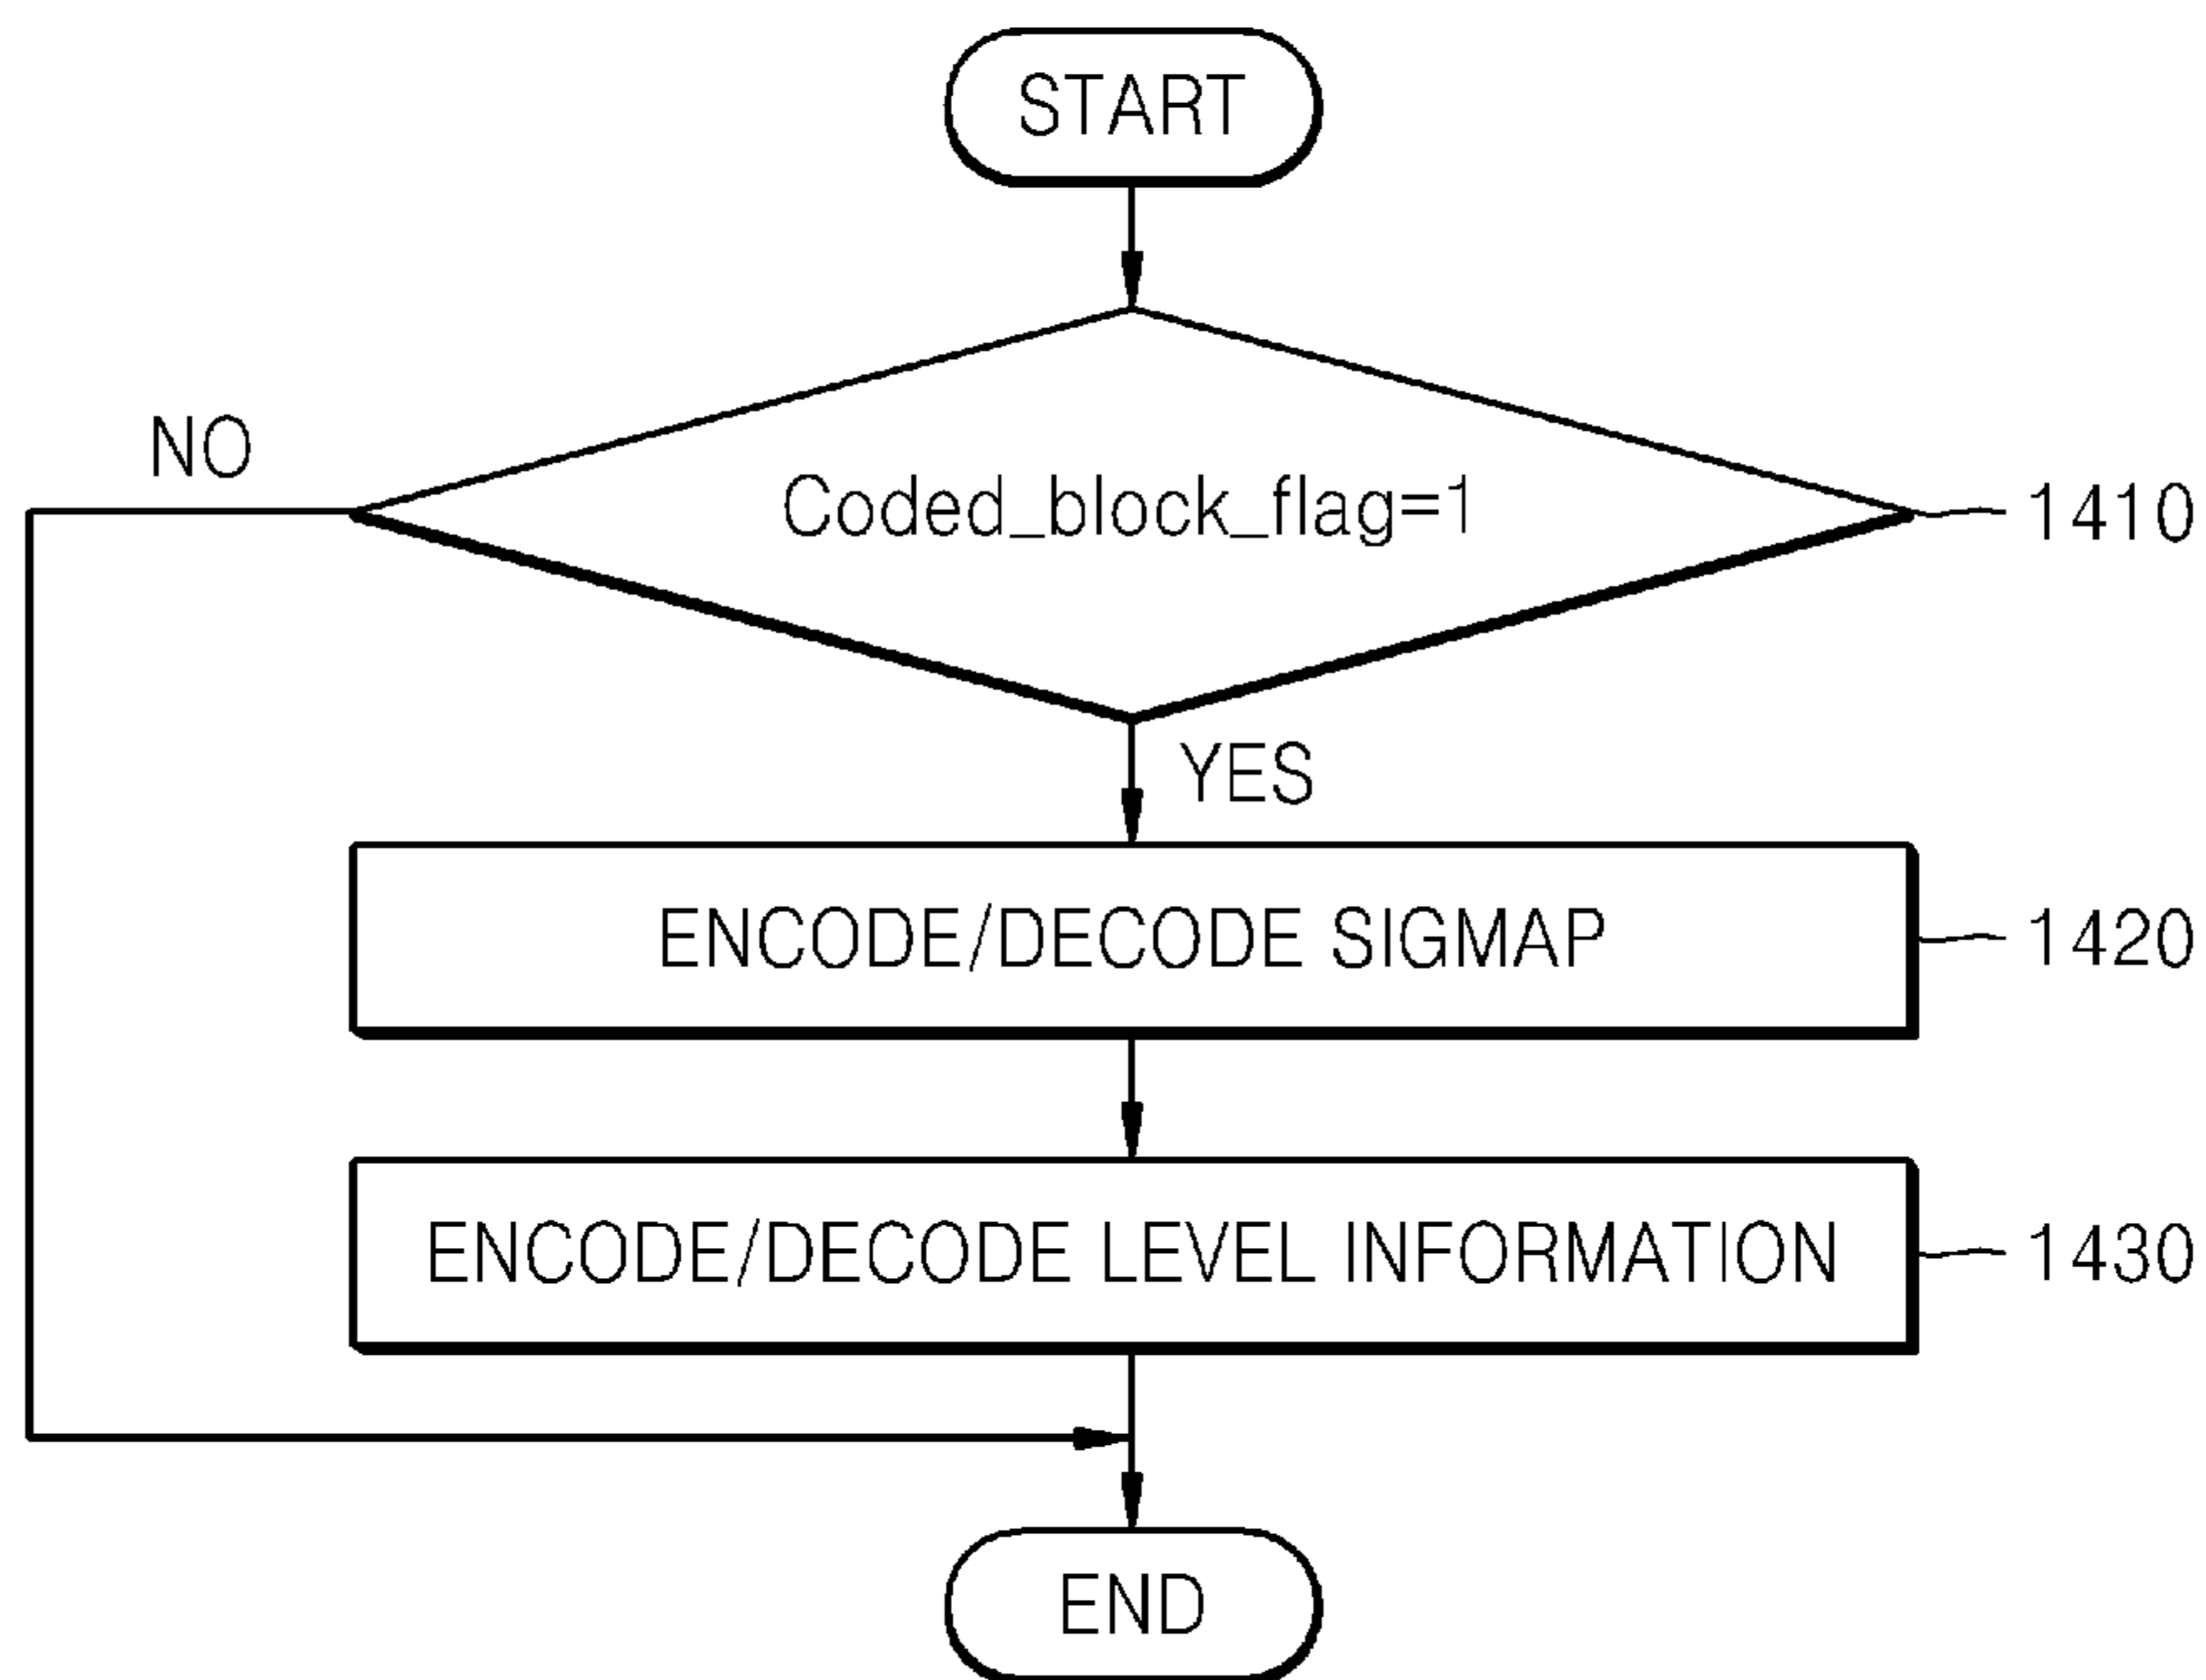 START
NO
Coded_block_flag=1
1410
YES
ENCODE/DECODE SIGMAP
1420
ENCODE/DECODE LEVEL INFORMATION
1430
END